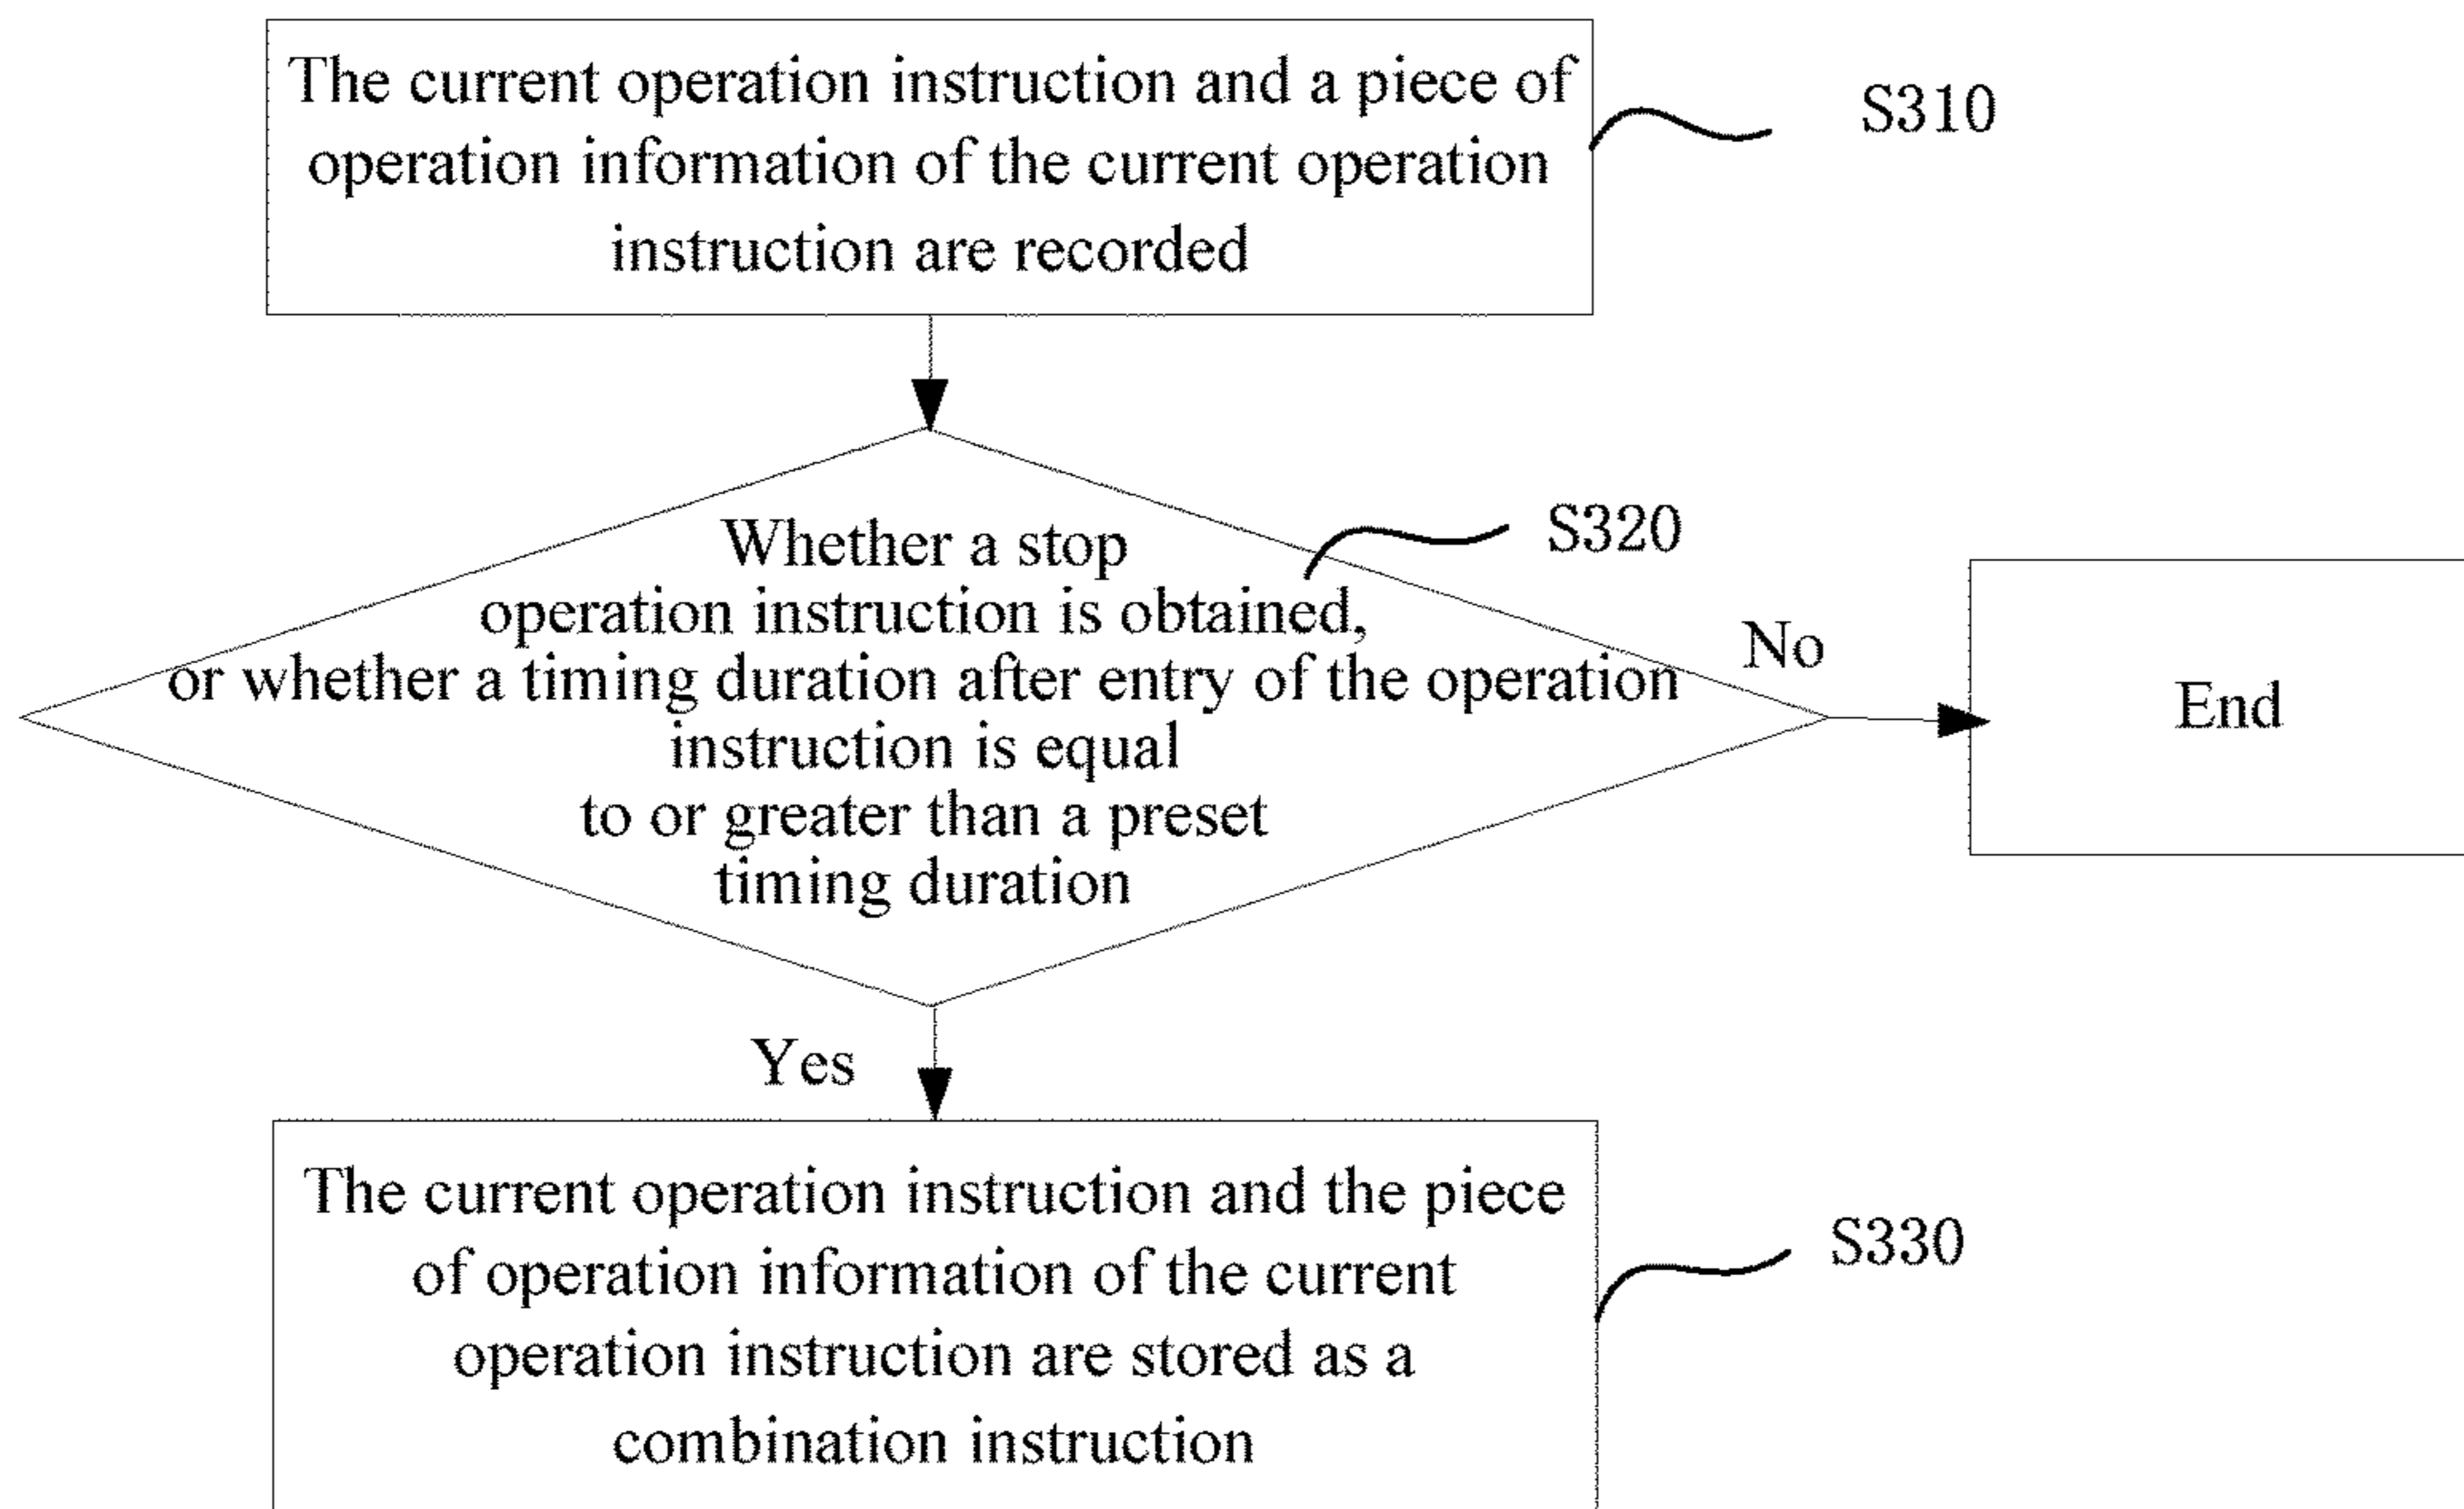 The current operation instruction and a piece of
operation information of the current operation
instruction are recorded
S310
Whether a stop
operation instruction is obtained,
or whether a timing duration after entry of the operation
instruction is equal
to or greater than a preset
timing duration
S320
No
End
Yes
The current operation instruction and the piece
of operation information of the current
operation instruction are stored as a
combination instruction
S330